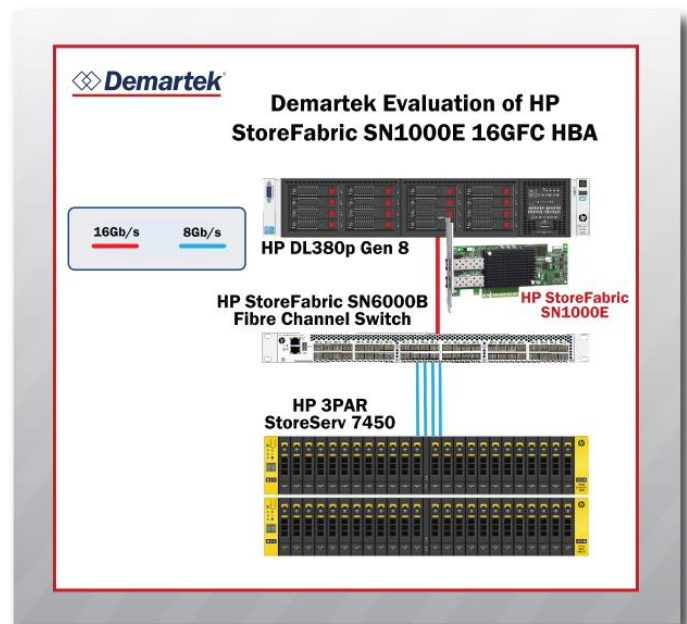 Demartek
Demartek Evaluation of HP
StoreFabric SN1000E 16GFC HBA
16Gb/s 8Gb/s
HP DL380p Gen 8
HP StoreFabric
SN1000E
HP StoreFabric SN6000B
Fibre Channel Switch
HP 3PAR
StoreServ 7450